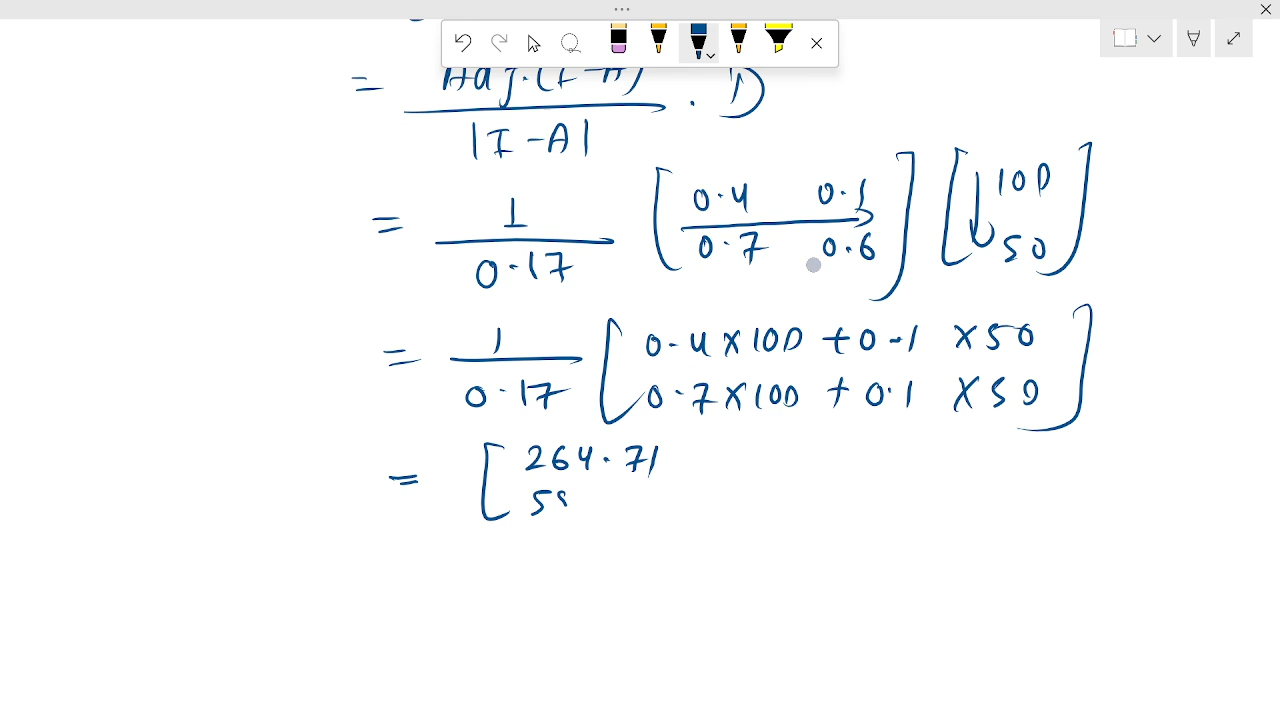 = Adj.(I-A) / |I-A| . D
= 1 / 0.17 [ 0.4 0.1 ] [ 100 ]
[ 0.7 0.6 ] [ 50 ]
= 1 / 0.17 [ 0.4 × 100 + 0.1 × 50 ]
[ 0.7 × 100 + 0.1 × 50 ]
= [ 264.71